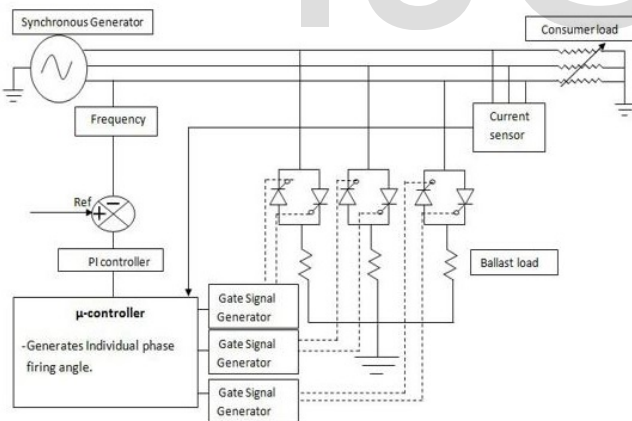 Synchronous Generator
Consumer load
Frequency
Current
sensor
Ref
+
−
PI controller
Ballast load
μ-controller
-Generates Individual phase
firing angle.
Gate Signal
Generator
Gate Signal
Generator
Gate Signal
Generator